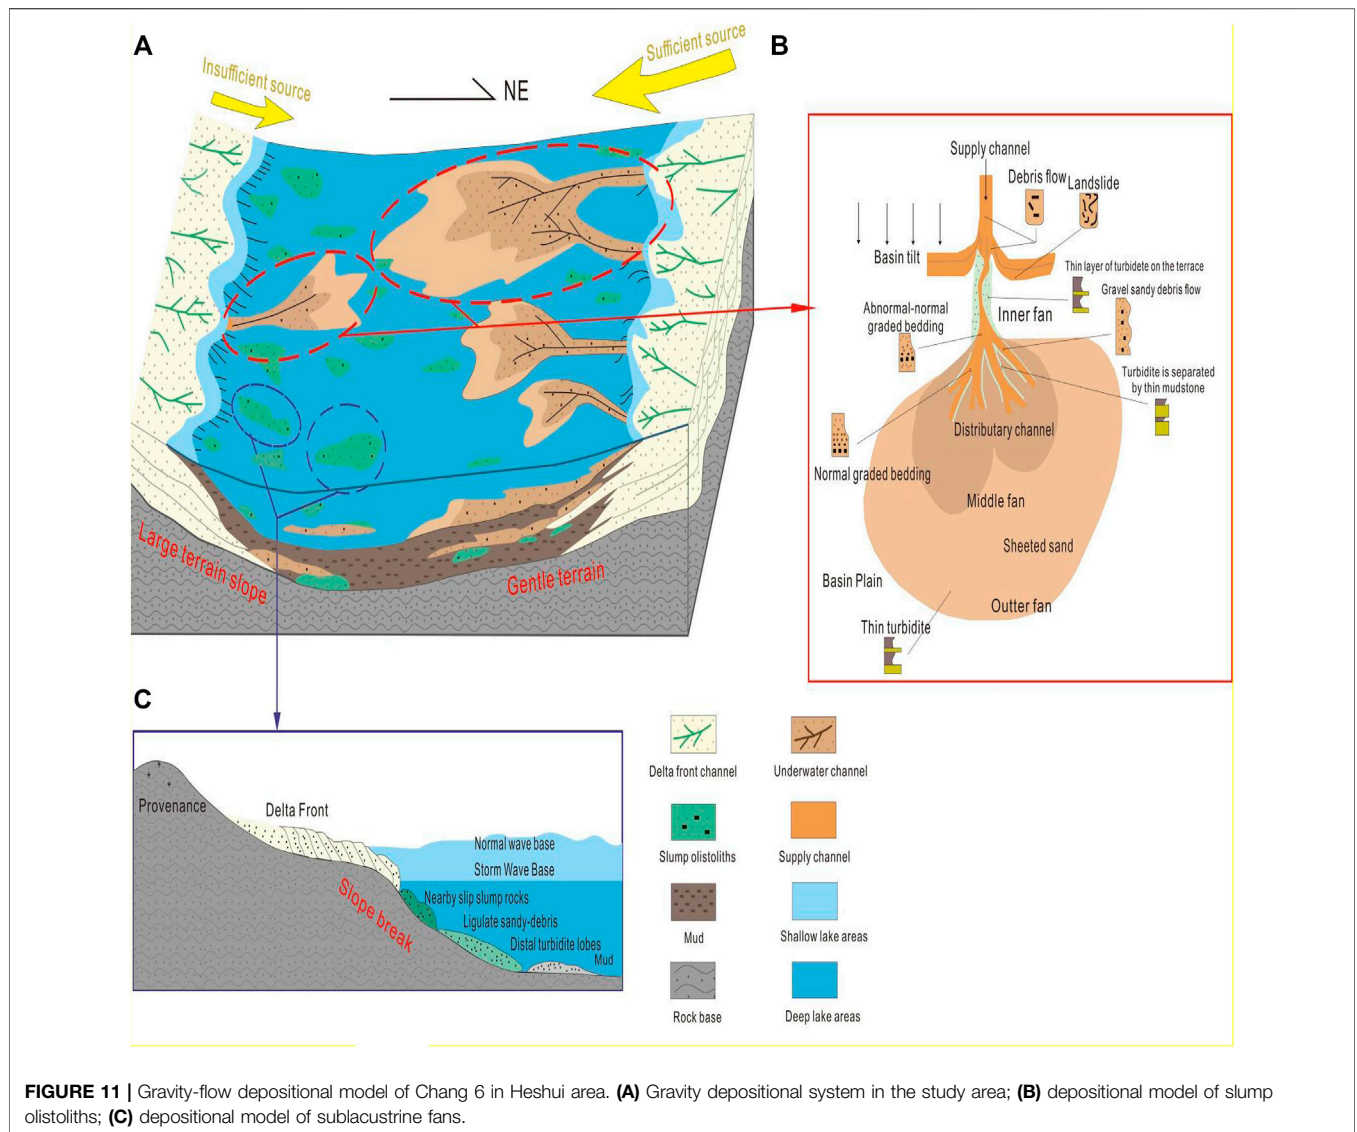 A
Insufficient source
NE
Sufficient source
Large terrain slope
Gentle terrain
B
Supply channel
Debris flow
Landslide
Basin tilt
Thin layer of turbidete on the terrace
Gravel sandy debris flow
Abnormal-normal
graded bedding
Inner fan
Turbidite is separated
by thin mudstone
Distributary channel
Normal graded bedding
Middle fan
Sheeted sand
Basin Plain
Outter fan
Thin turbidite
C
Provenance
Delta Front
Normal wave base
Storm Wave Base
Slope break
Nearby slip slump rocks
Ligulate sandy-debris
Distal turbidite lobes
Mud
Delta front channel
Underwater channel
Slump olistoliths
Supply channel
Mud
Shallow lake areas
Rock base
Deep lake areas
FIGURE 11 | Gravity-flow depositional model of Chang 6 in Heshui area. (A) Gravity depositional system in the study area; (B) depositional model of slump
olistoliths; (C) depositional model of sublacustrine fans.